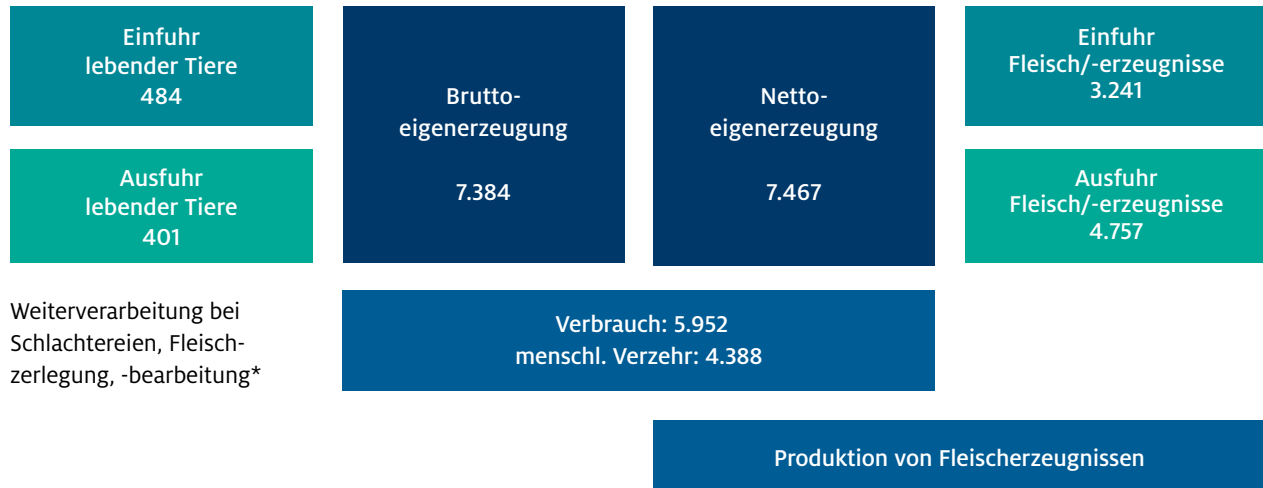 Einfuhr
lebender Tiere
484
Ausfuhr
lebender Tiere
401
Brutto-
eigenerzeugung
7.384
Netto-
eigenerzeugung
7.467
Einfuhr
Fleisch/-erzeugnisse
3.241
Ausfuhr
Fleisch/-erzeugnisse
4.757
Weiterverarbeitung bei
Schlachtereien, Fleisch-
zerlegung, -bearbeitung*
Verbrauch: 5.952
menschl. Verzehr: 4.388
Produktion von Fleischerzeugnissen